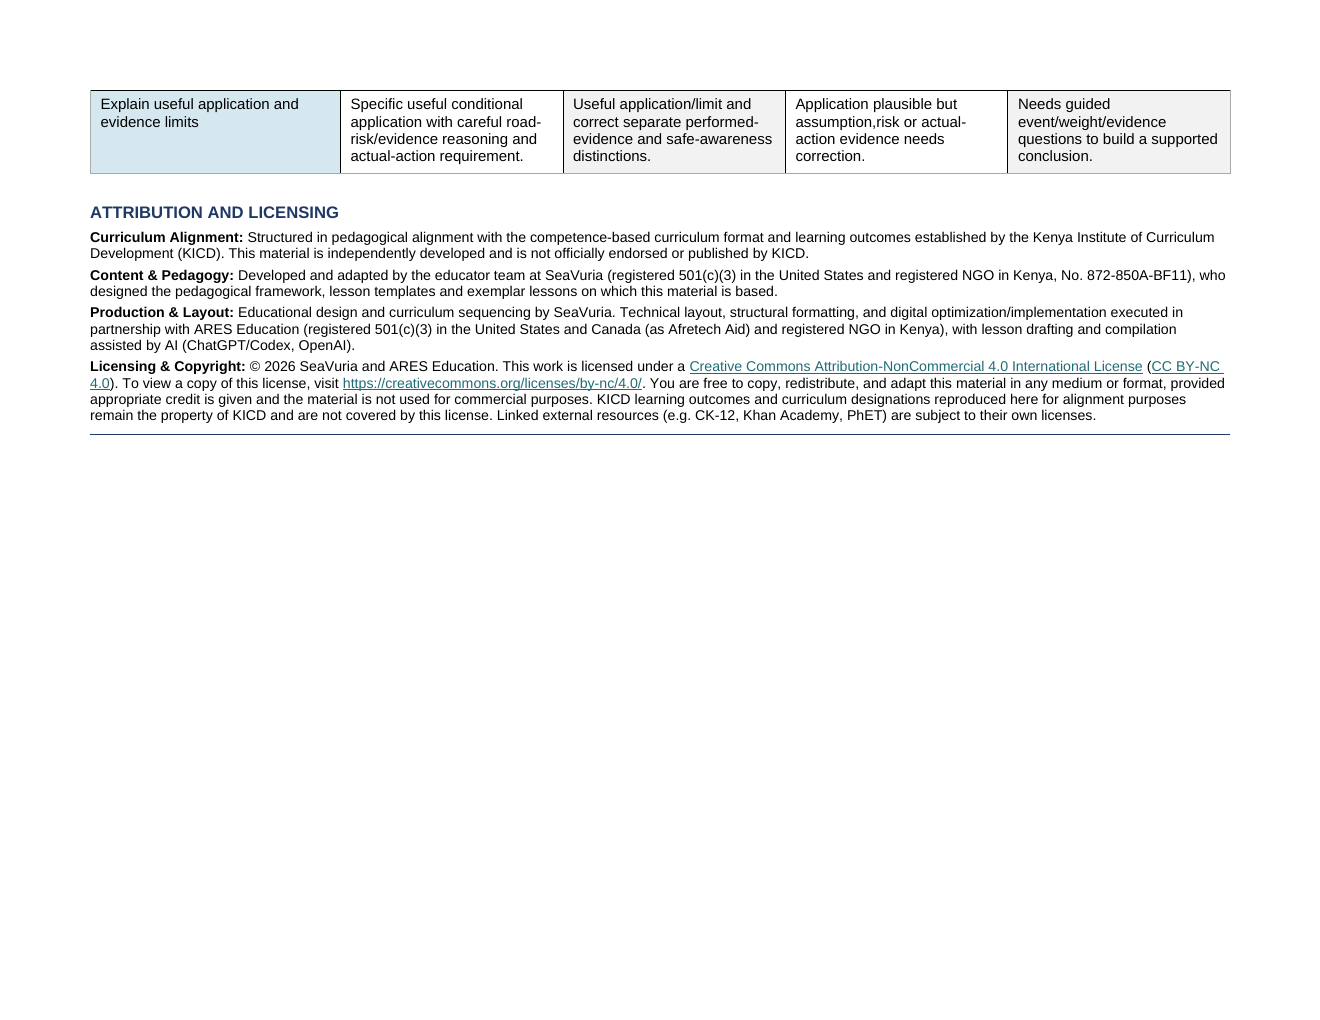 Explain useful application and
evidence limits
Specific useful conditional
application with careful road-
risk/evidence reasoning and
actual-action requirement.
Useful application/limit and
correct separate performed-
evidence and safe-awareness
distinctions.
Application plausible but
assumption,risk or actual-
action evidence needs
correction.
Needs guided
event/weight/evidence
questions to build a supported
conclusion.
ATTRIBUTION AND LICENSING
Curriculum Alignment: Structured in pedagogical alignment with the competence-based curriculum format and learning outcomes established by the Kenya Institute of Curriculum
Development (KICD). This material is independently developed and is not officially endorsed or published by KICD.
Content & Pedagogy: Developed and adapted by the educator team at SeaVuria (registered 501(c)(3) in the United States and registered NGO in Kenya, No. 872-850A-BF11), who
designed the pedagogical framework, lesson templates and exemplar lessons on which this material is based.
Production & Layout: Educational design and curriculum sequencing by SeaVuria. Technical layout, structural formatting, and digital optimization/implementation executed in
partnership with ARES Education (registered 501(c)(3) in the United States and Canada (as Afretech Aid) and registered NGO in Kenya), with lesson drafting and compilation
assisted by AI (ChatGPT/Codex, OpenAI).
Licensing & Copyright: © 2026 SeaVuria and ARES Education. This work is licensed under a Creative Commons Attribution-NonCommercial 4.0 International License (CC BY-NC
4.0). To view a copy of this license, visit https://creativecommons.org/licenses/by-nc/4.0/. You are free to copy, redistribute, and adapt this material in any medium or format, provided
appropriate credit is given and the material is not used for commercial purposes. KICD learning outcomes and curriculum designations reproduced here for alignment purposes
remain the property of KICD and are not covered by this license. Linked external resources (e.g. CK-12, Khan Academy, PhET) are subject to their own licenses.